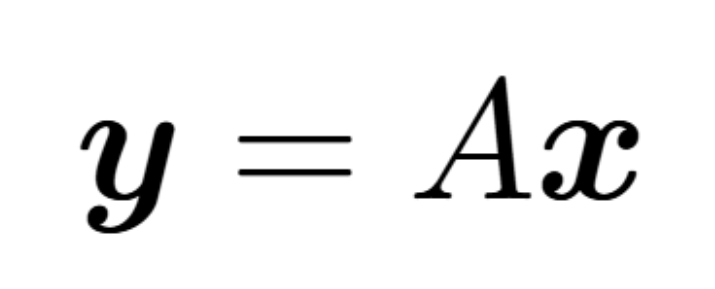 y = Ax